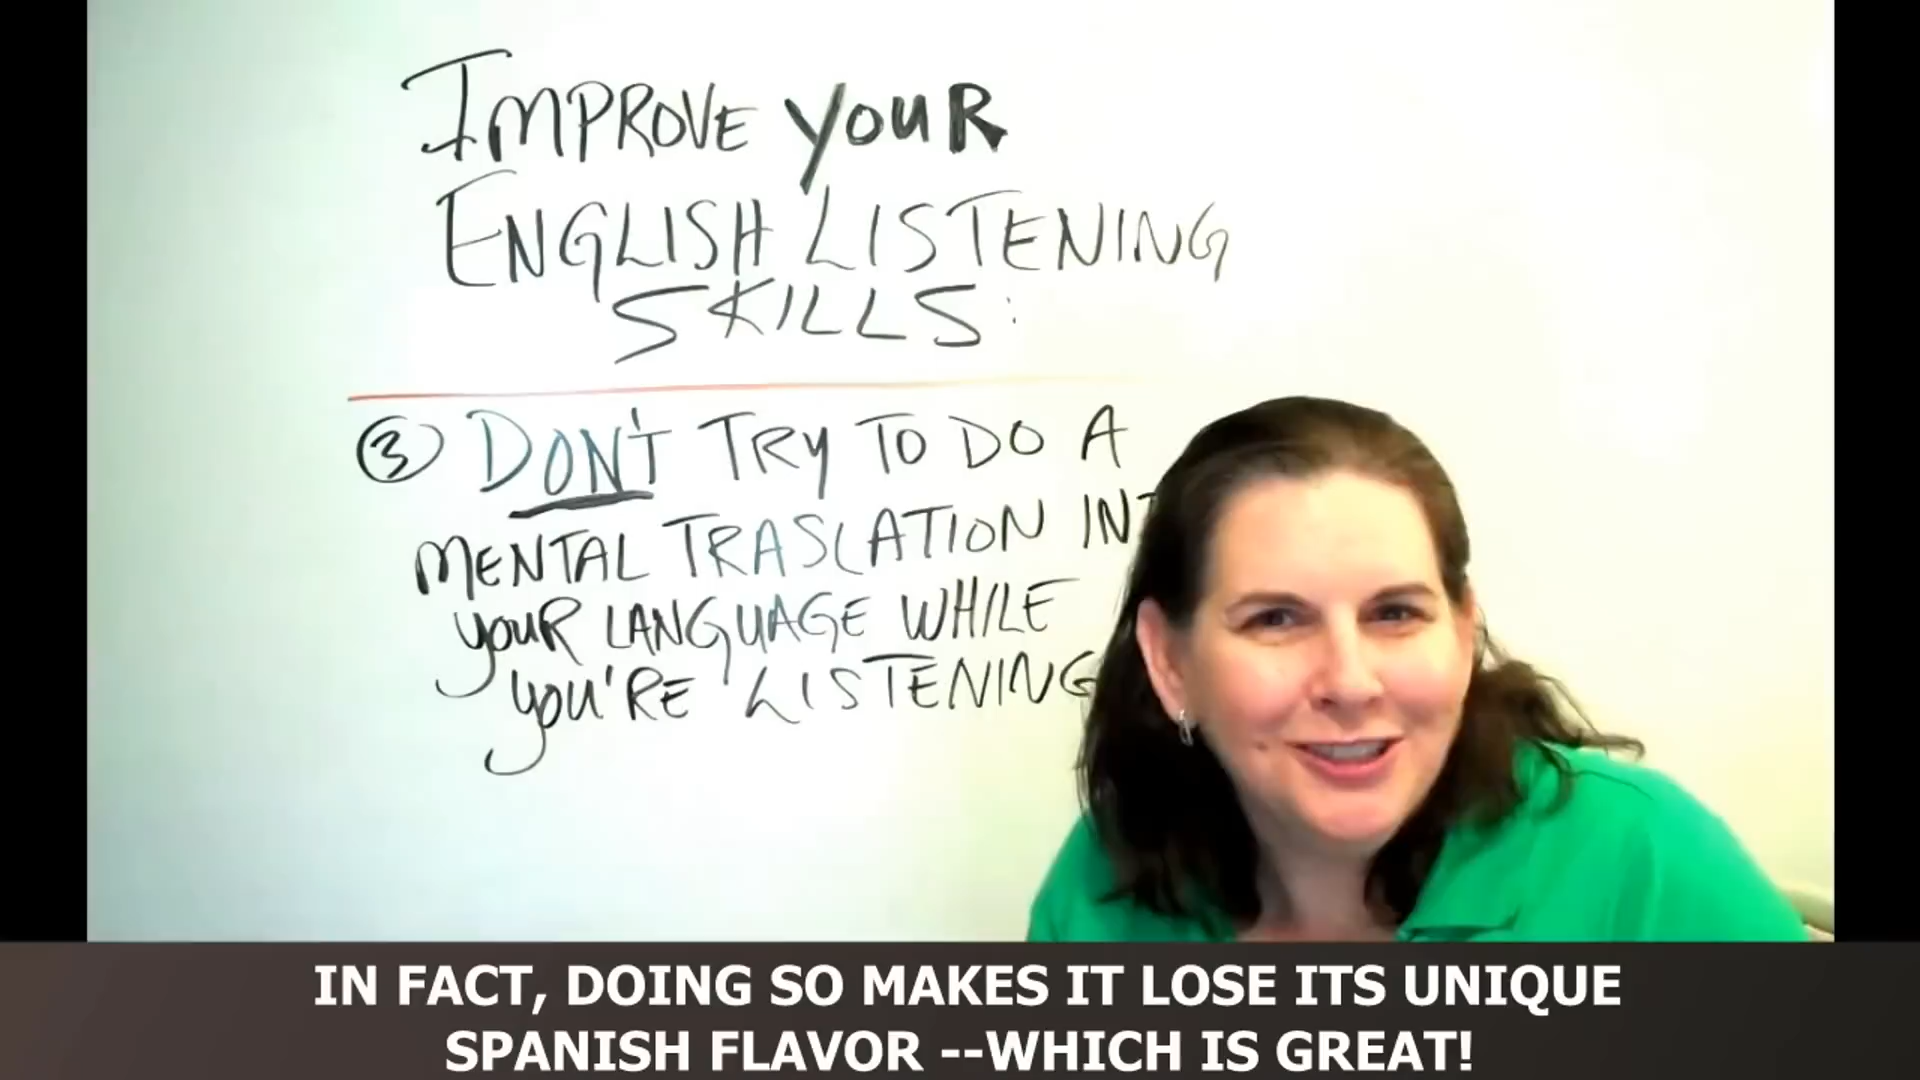 IMPROVE YOUR
ENGLISH LISTENING
SKILLS:
③ DON'T TRY TO DO A
MENTAL TRASLATION INT
YOUR LANGUAGE WHILE
YOU'RE LISTENING
IN FACT, DOING SO MAKES IT LOSE ITS UNIQUE
SPANISH FLAVOR --WHICH IS GREAT!